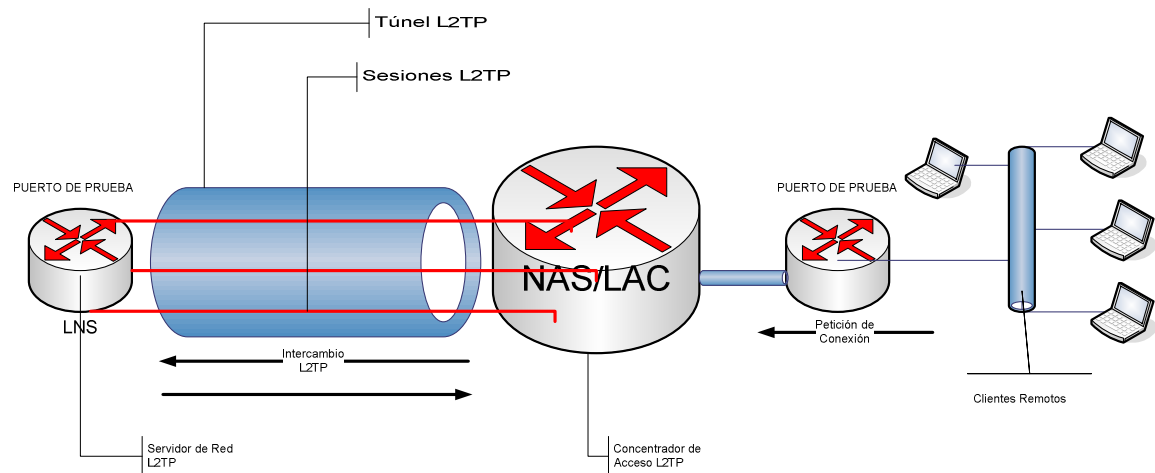 Túnel L2TP
Sesiones L2TP
PUERTO DE PRUEBA
PUERTO DE PRUEBA
NAS/LAC
LNS
Petición de
Conexión
Intercambio
L2TP
Clientes Remotos
Servidor de Red
L2TP
Concentrador de
Acceso L2TP